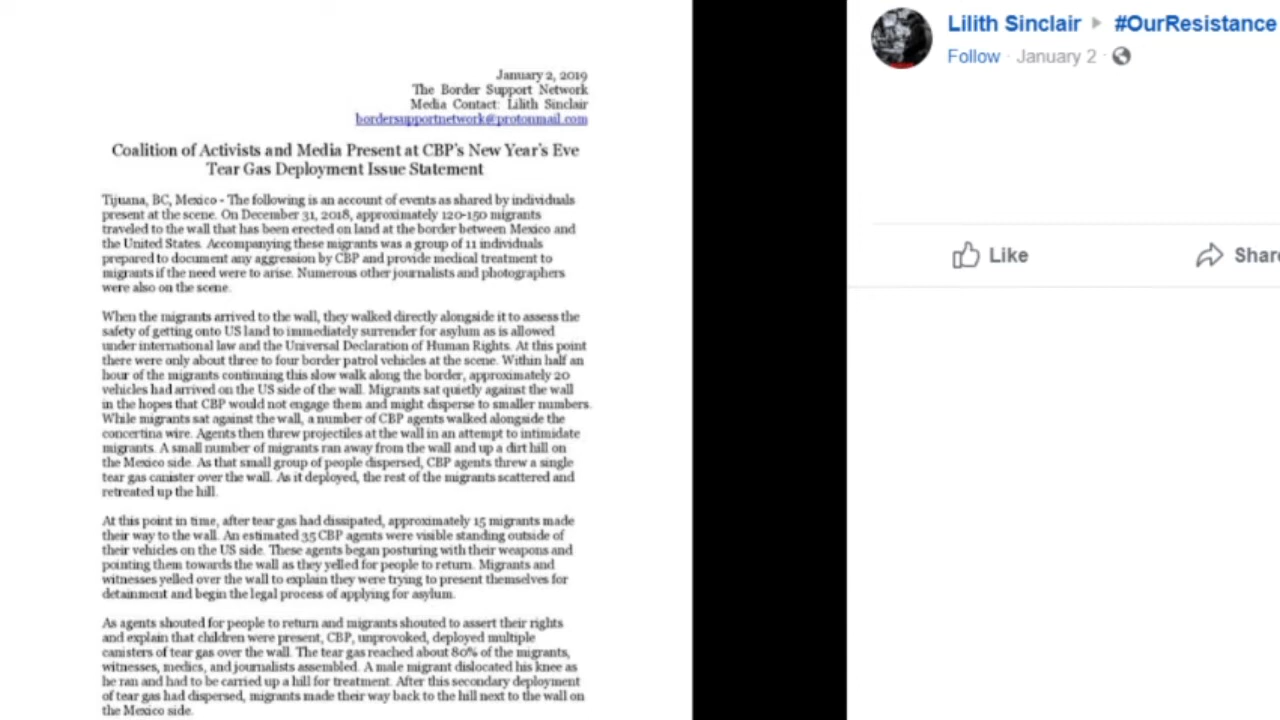 January 2, 2019
The Border Support Network
Media Contact: Lilith Sinclair
bordersupportnetwork@protonmail.com
Coalition of Activists and Media Present at CBP's New Year's Eve
Tear Gas Deployment Issue Statement
Tijuana, BC, Mexico - The following is an account of events as shared by individuals
present at the scene. On December 31, 2018, approximately 120-150 migrants
traveled to the wall that has been erected on land at the border between Mexico and
the United States. Accompanying these migrants was a group of 11 individuals
prepared to document any aggression by CBP and provide medical treatment to
migrants if the need were to arise. Numerous other journalists and photographers
were also on the scene.
When the migrants arrived to the wall, they walked directly alongside it to assess the
safety of getting onto US land to immediately surrender for asylum as is allowed
under international law and the Universal Declaration of Human Rights. At this point
there were only about three to four border patrol vehicles at the scene. Within half an
hour of the migrants continuing this slow walk along the border, approximately 20
vehicles had arrived on the US side of the wall. Migrants sat quietly against the wall
in the hopes that CBP would not engage them and might disperse to smaller numbers.
While migrants sat against the wall, a number of CBP agents walked alongside the
concertina wire. Agents then threw projectiles at the wall in an attempt to intimidate
migrants. A small number of migrants ran away from the wall and up a dirt hill on
the Mexico side. As that small group of people dispersed, CBP agents threw a single
tear gas canister over the wall. As it deployed, the rest of the migrants scattered and
retreated up the hill.
At this point in time, after tear gas had dissipated, approximately 15 migrants made
their way to the wall. An estimated 35 CBP agents were visible standing outside of
their vehicles on the US side. These agents began posturing with their weapons and
pointing them towards the wall as they yelled for people to return. Migrants and
witnesses yelled over the wall to explain they were trying to present themselves for
detainment and begin the legal process of applying for asylum.
As agents shouted for people to return and migrants shouted to assert their rights
and explain that children were present, CBP, unprovoked, deployed multiple
canisters of tear gas over the wall. The tear gas reached about 80% of the migrants,
witnesses, medics, and journalists assembled. A male migrant dislocated his knee as
he ran and had to be carried up a hill for treatment. After this secondary deployment
of tear gas had dispersed, migrants made their way back to the hill next to the wall on
the Mexico side.
Lilith Sinclair #OurResistance
Follow · January 2 ·
Like
Share